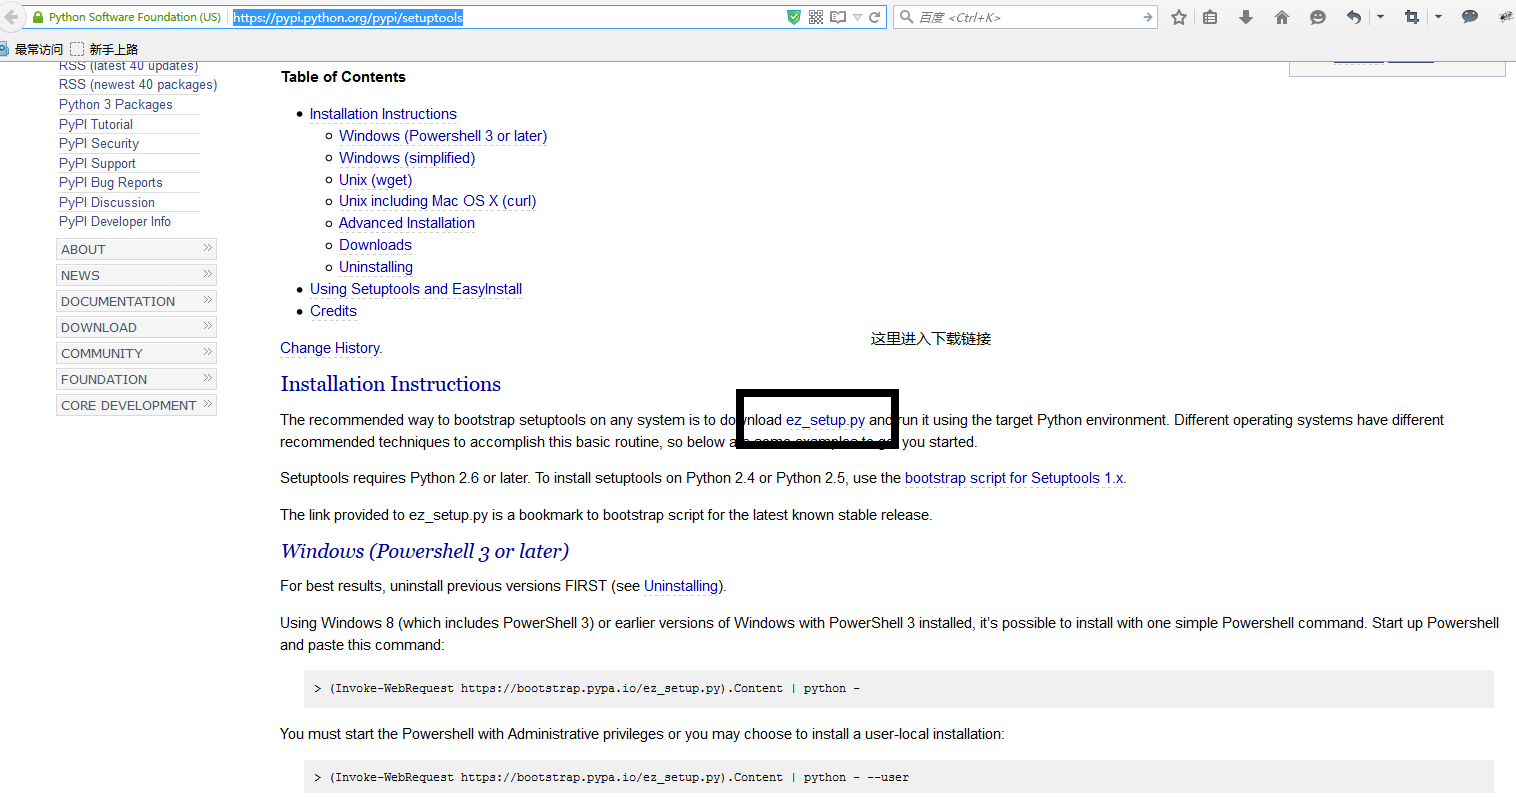 Python Software Foundation (US)
https://pypi.python.org/pypi/setuptools
百度 <Ctrl+K>
最常访问
新手上路
RSS (latest 40 updates)
RSS (newest 40 packages)
Python 3 Packages
PyPI Tutorial
PyPI Security
PyPI Support
PyPI Bug Reports
PyPI Discussion
PyPI Developer Info
ABOUT
NEWS
DOCUMENTATION
DOWNLOAD
COMMUNITY
FOUNDATION
CORE DEVELOPMENT
Table of Contents
Installation Instructions
Windows (Powershell 3 or later)
Windows (simplified)
Unix (wget)
Unix including Mac OS X (curl)
Advanced Installation
Downloads
Uninstalling
Using Setuptools and EasyInstall
Credits
Change History.
这里进入下载链接
Installation Instructions
The recommended way to bootstrap setuptools on any system is to download ez_setup.py and run it using the target Python environment. Different operating systems have different
recommended techniques to accomplish this basic routine, so below are some examples to get you started.
Setuptools requires Python 2.6 or later. To install setuptools on Python 2.4 or Python 2.5, use the bootstrap script for Setuptools 1.x.
The link provided to ez_setup.py is a bookmark to bootstrap script for the latest known stable release.
Windows (Powershell 3 or later)
For best results, uninstall previous versions FIRST (see Uninstalling).
Using Windows 8 (which includes PowerShell 3) or earlier versions of Windows with PowerShell 3 installed, it’s possible to install with one simple Powershell command. Start up Powershell
and paste this command:
> (Invoke-WebRequest https://bootstrap.pypa.io/ez_setup.py).Content | python -
You must start the Powershell with Administrative privileges or you may choose to install a user-local installation:
> (Invoke-WebRequest https://bootstrap.pypa.io/ez_setup.py).Content | python - --user